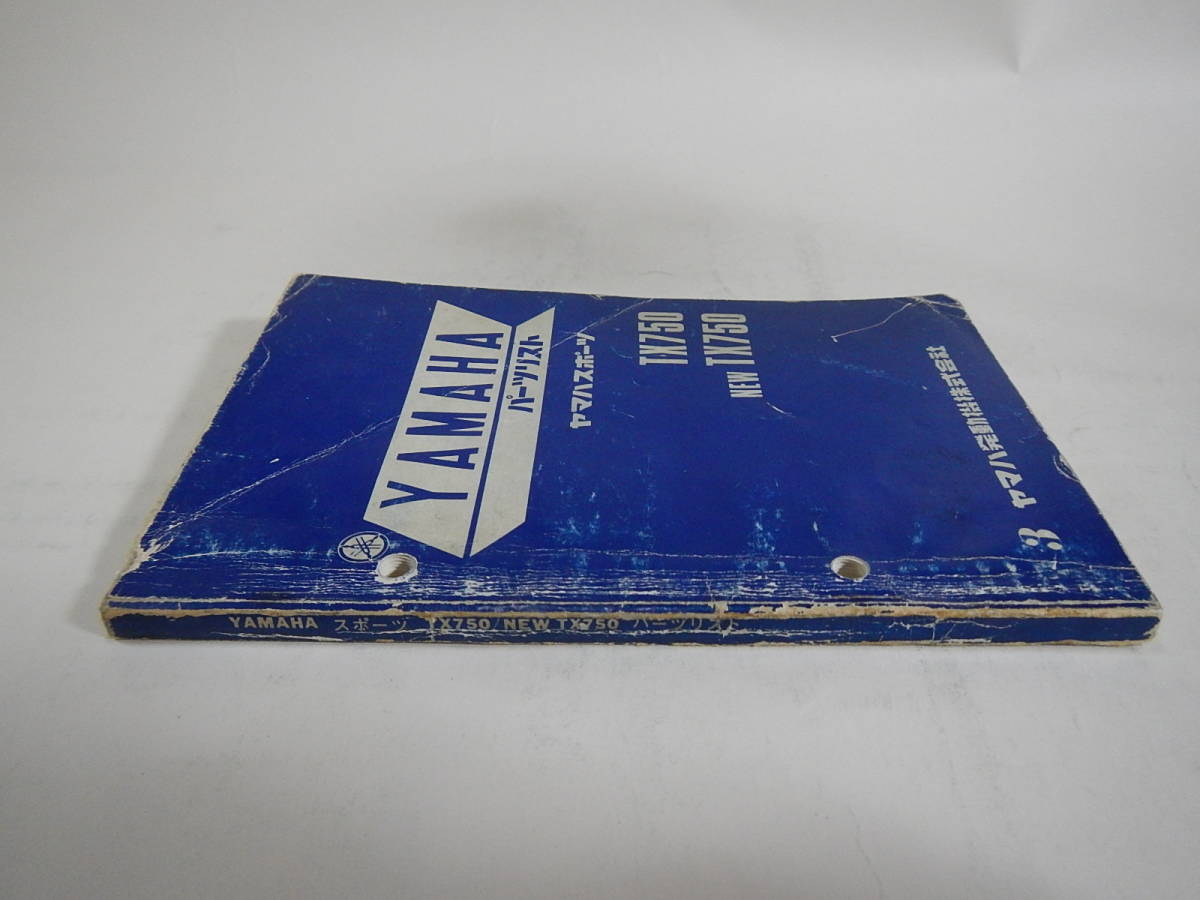 YAMAHA
パーツリスト
ヤマハスポーツ
TX750
NEW TX750
ヤマハ発動機株式会社
3
YAMAHA スポーツ TX750/NEW TX750 パーツリスト